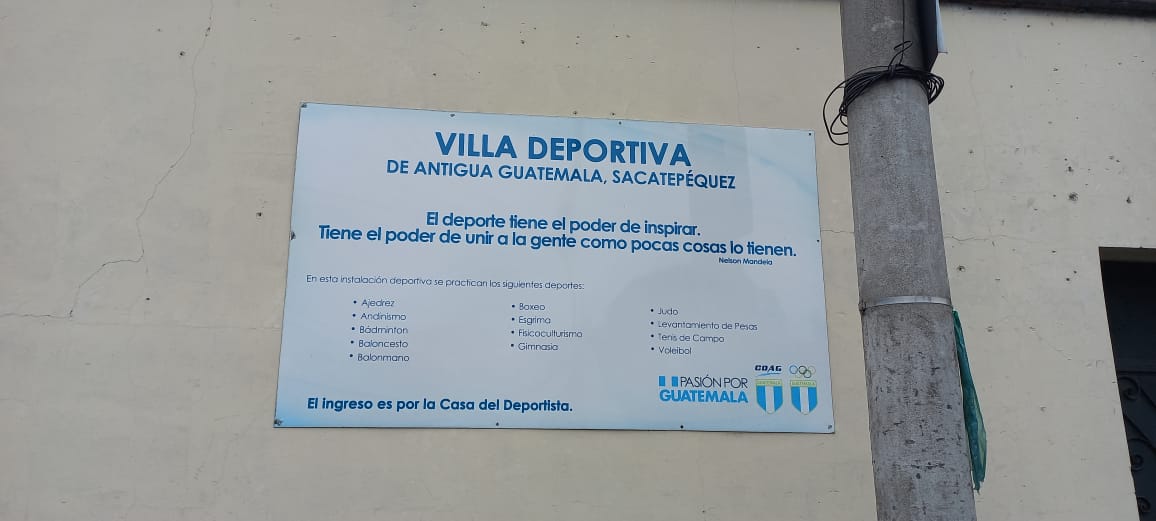 VILLA DEPORTIVA
DE ANTIGUA GUATEMALA, SACATEPÉQUEZ
El deporte tiene el poder de inspirar.
Tiene el poder de unir a la gente como pocas cosas lo tienen.
Nelson Mandela
En esta instalación deportiva se practican los siguientes deportes:
• Ajedrez
• Andinismo
• Bádminton
• Baloncesto
• Balonmano
• Boxeo
• Esgrima
• Fisicoculturismo
• Gimnasia
• Judo
• Levantamiento de Pesas
• Tenis de Campo
• Voleibol
El ingreso es por la Casa del Deportista.
PASIÓN POR
GUATEMALA
CDAG
GUATEMALA
GUATEMALA